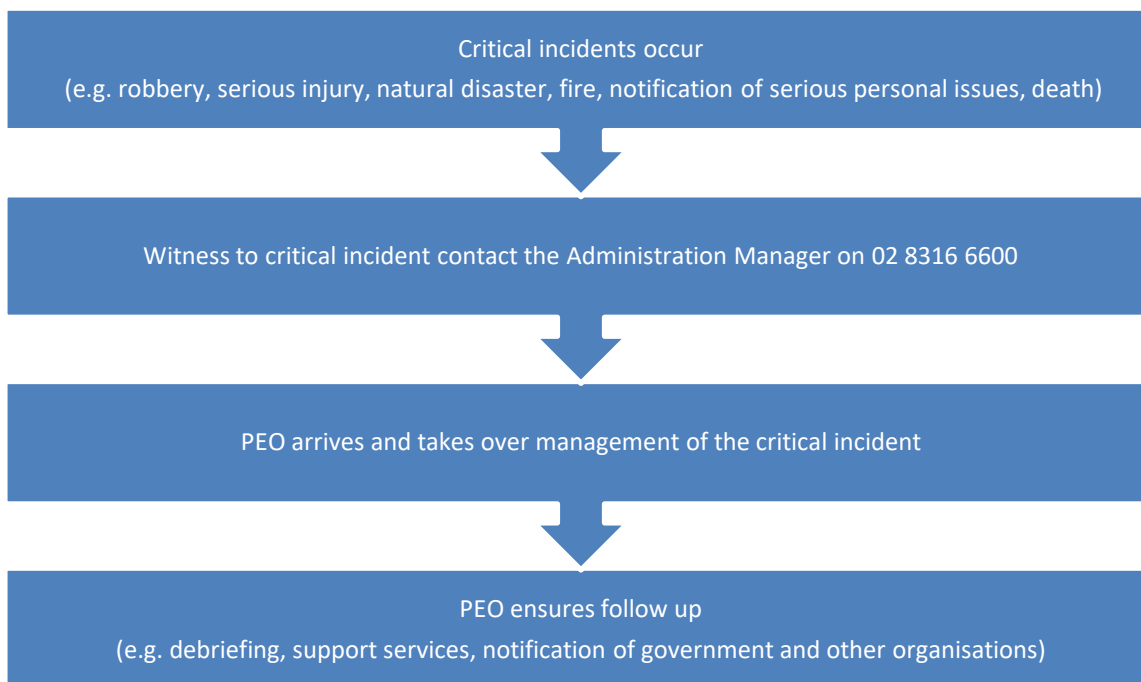 Critical incidents occur
(e.g. robbery, serious injury, natural disaster, fire, notification of serious personal issues, death)
Witness to critical incident contact the Administration Manager on 02 8316 6600
PEO arrives and takes over management of the critical incident
PEO ensures follow up
(e.g. debriefing, support services, notification of government and other organisations)